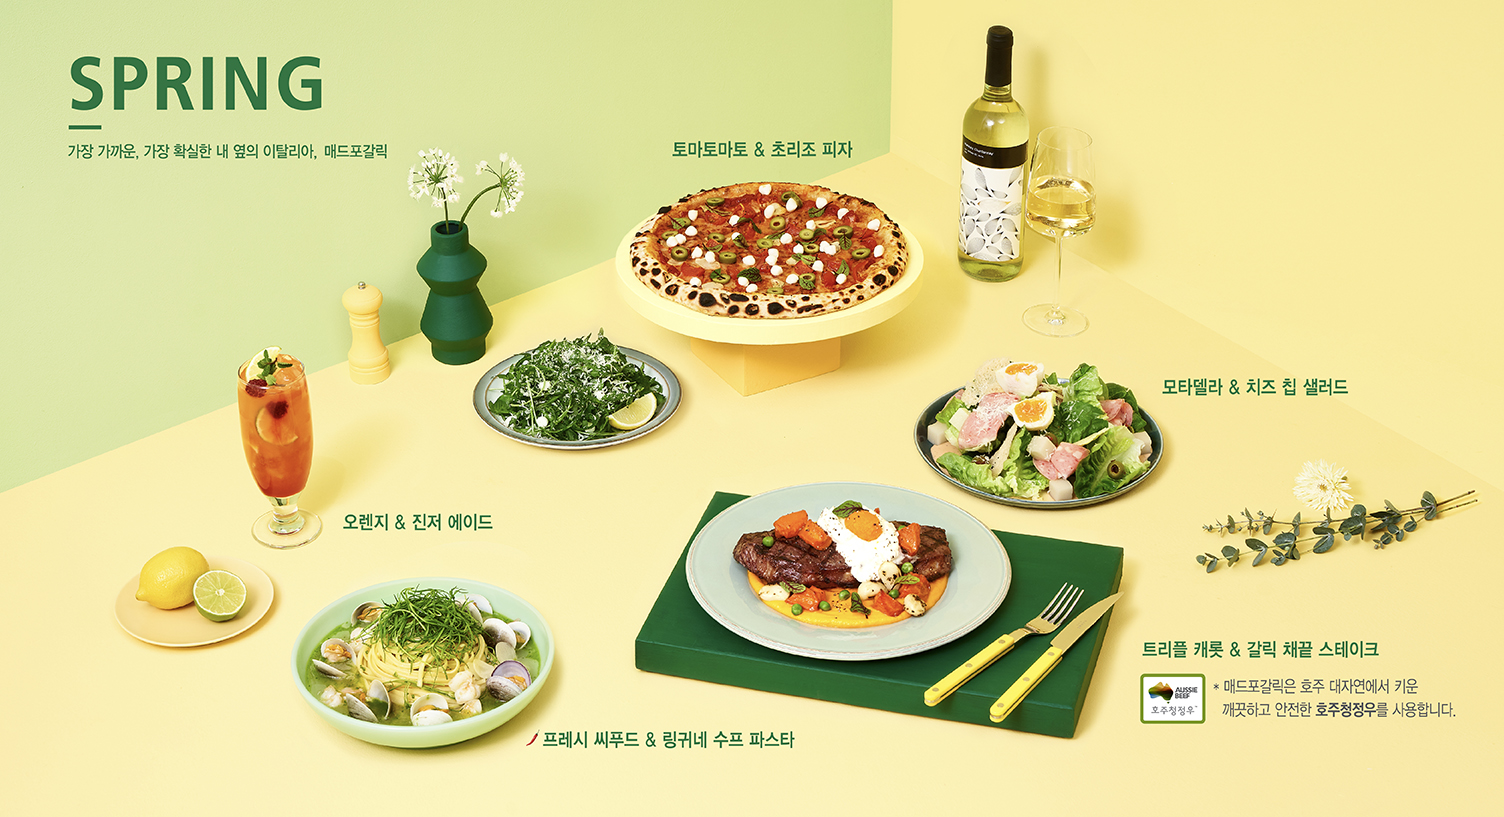 SPRING
가장 가까운, 가장 확실한 내 옆의 이탈리아, 매드포갈릭
토마토마토 & 초리조 피자
모타델라 & 치즈 칩 샐러드
오렌지 & 진저 에이드
트리플 캐롯 & 갈릭 채끝 스테이크
AUSSIE
BEEF
호주청정우
* 매드포갈릭은 호주 대자연에서 키운
깨끗하고 안전한 호주청정우를 사용합니다.
프레시 씨푸드 & 링귀네 수프 파스타